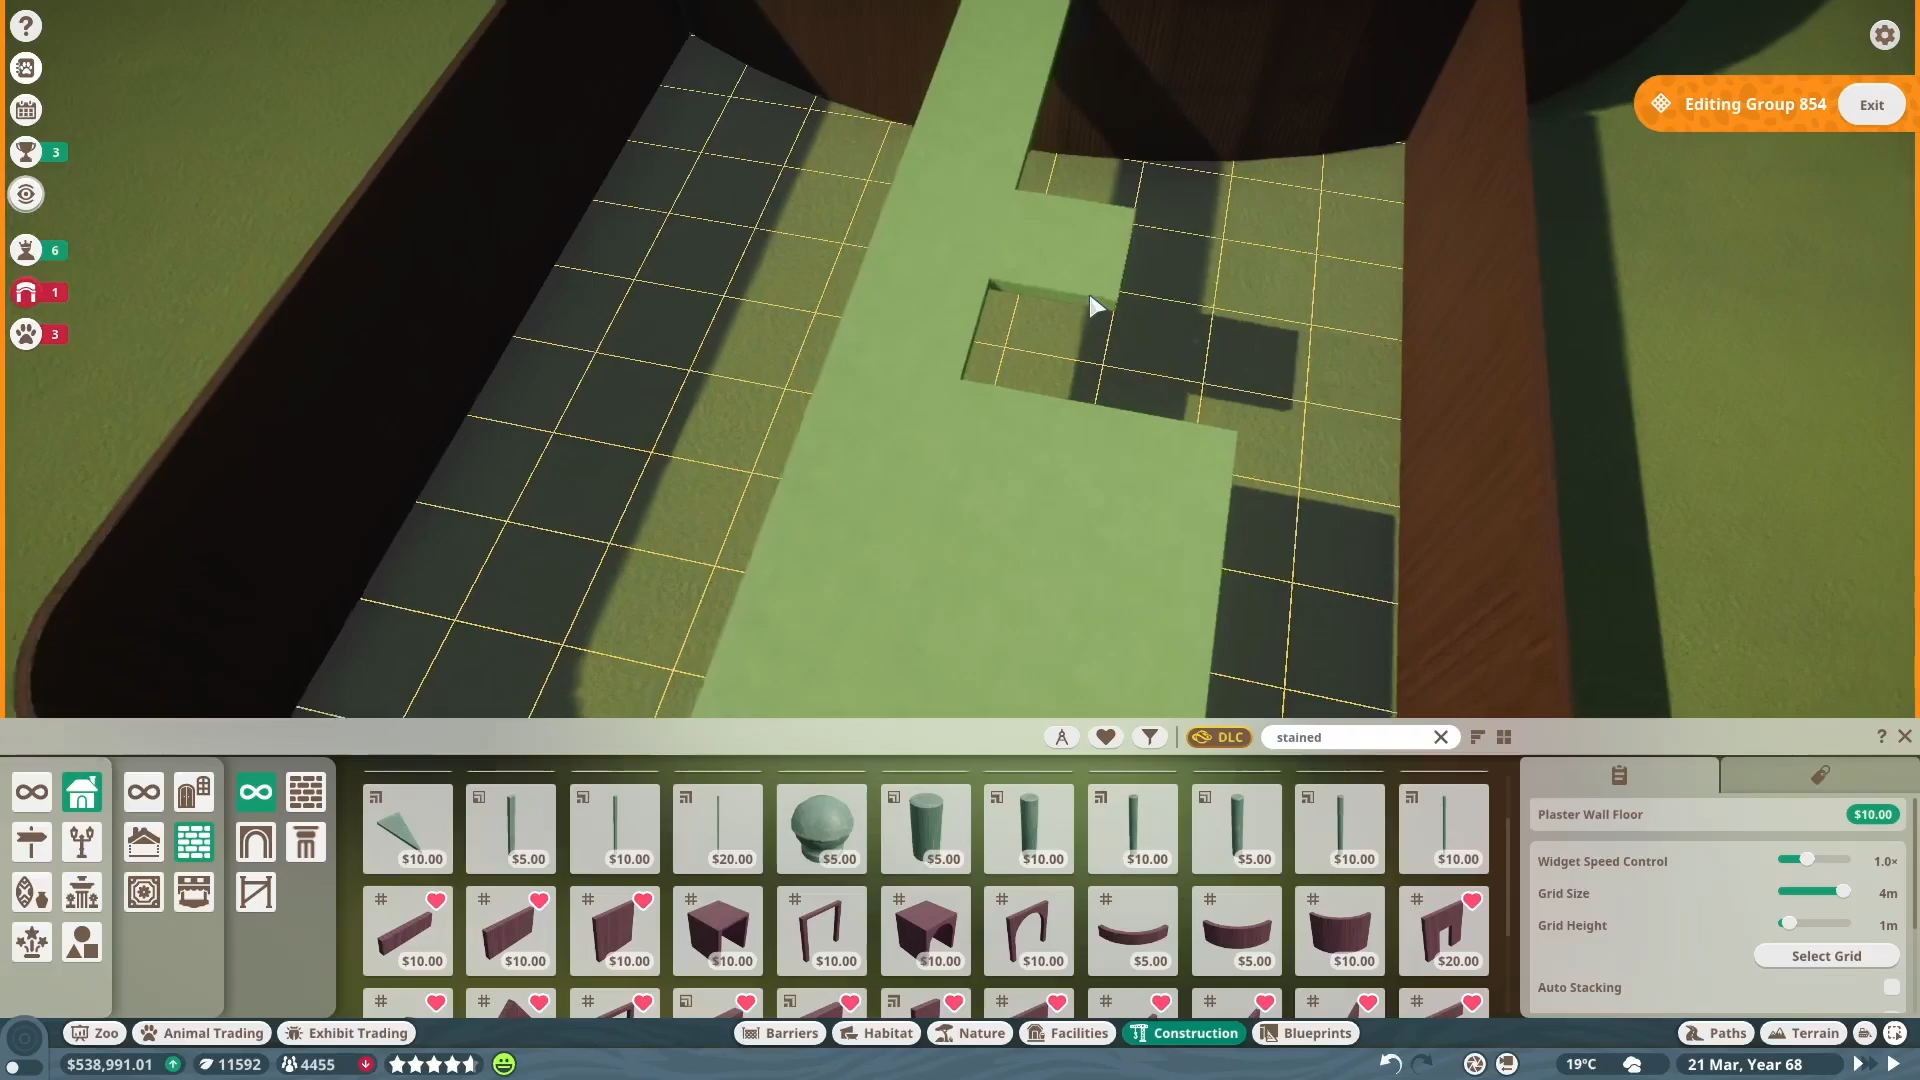 ?
Editing Group 854 Exit
3
6
1
3
DLC stained
?
$10.00 $5.00 $10.00 $20.00 $5.00 $5.00 $10.00 $10.00 $5.00 $10.00 $10.00
$10.00 $10.00 $10.00 $10.00 $10.00 $10.00 $10.00 $5.00 $5.00 $10.00 $20.00
Plaster Wall Floor $10.00
Widget Speed Control 1.0×
Grid Size 4m
Grid Height 1m
Select Grid
Auto Stacking
Zoo Animal Trading Exhibit Trading Barriers Habitat Nature Facilities Construction Blueprints Paths Terrain
$538,991.01 11592 4455 19°C 21 Mar, Year 68